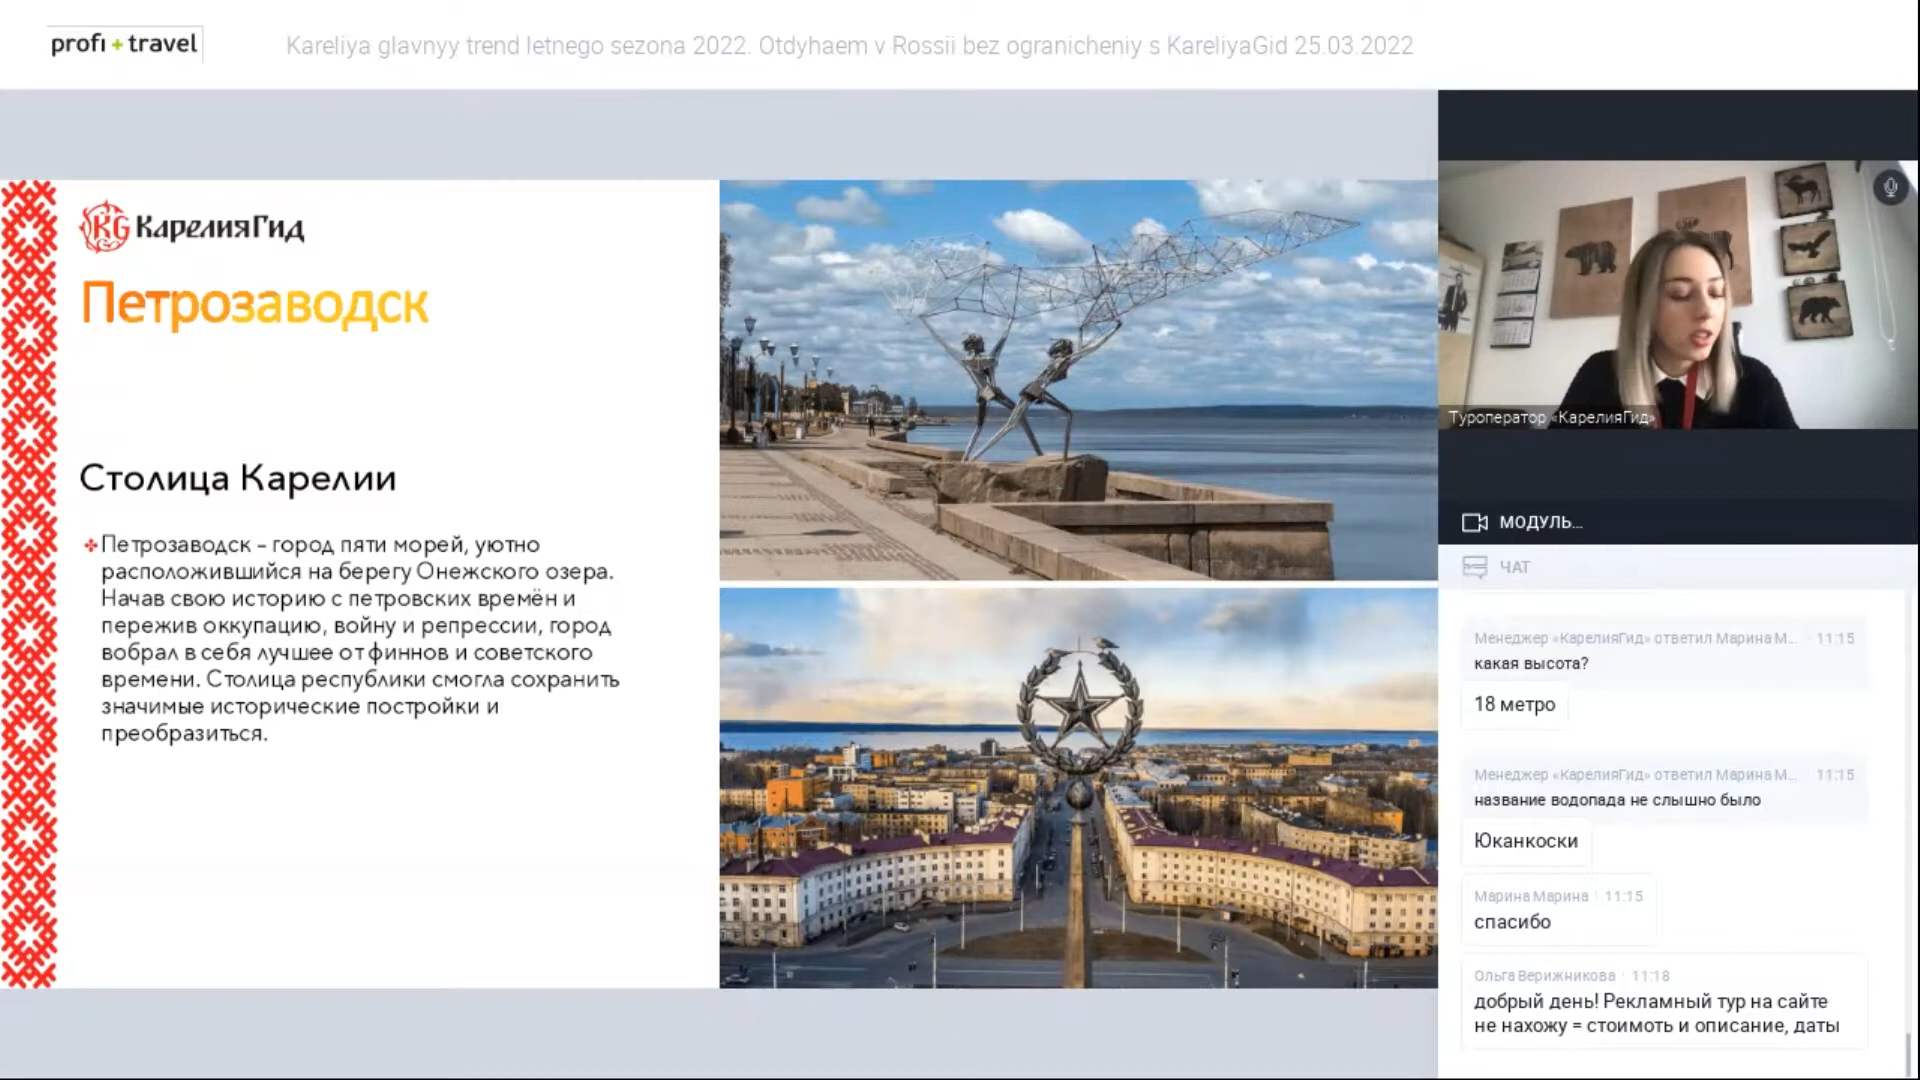 profi + travel
Kareliya glavnyy trend letnego sezona 2022. Otdyhaem v Rossii bez ogranicheniy s KareliyaGid 25.03.2022
KG КарелияГид
Петрозаводск
Столица Карелии
Петрозаводск – город пяти морей, уютно
расположившийся на берегу Онежского озера.
Начав свою историю с петровских времён и
пережив оккупацию, войну и репрессии, город
вобрал в себя лучшее от финнов и советского
времени. Столица республики смогла сохранить
значимые исторические постройки и
преобразиться.
Туроператор «КарелияГид»
МОДУЛЬ...
ЧАТ
Менеджер «КарелияГид» ответил Марина М... 11:15
какая высота?
18 метро
Менеджер «КарелияГид» ответил Марина М... 11:15
название водопада не слышно было
Юканкоски
Марина Марина 11:15
спасибо
Ольга Верижникова 11:18
добрый день! Рекламный тур на сайте
не нахожу = стоимоть и описание, даты